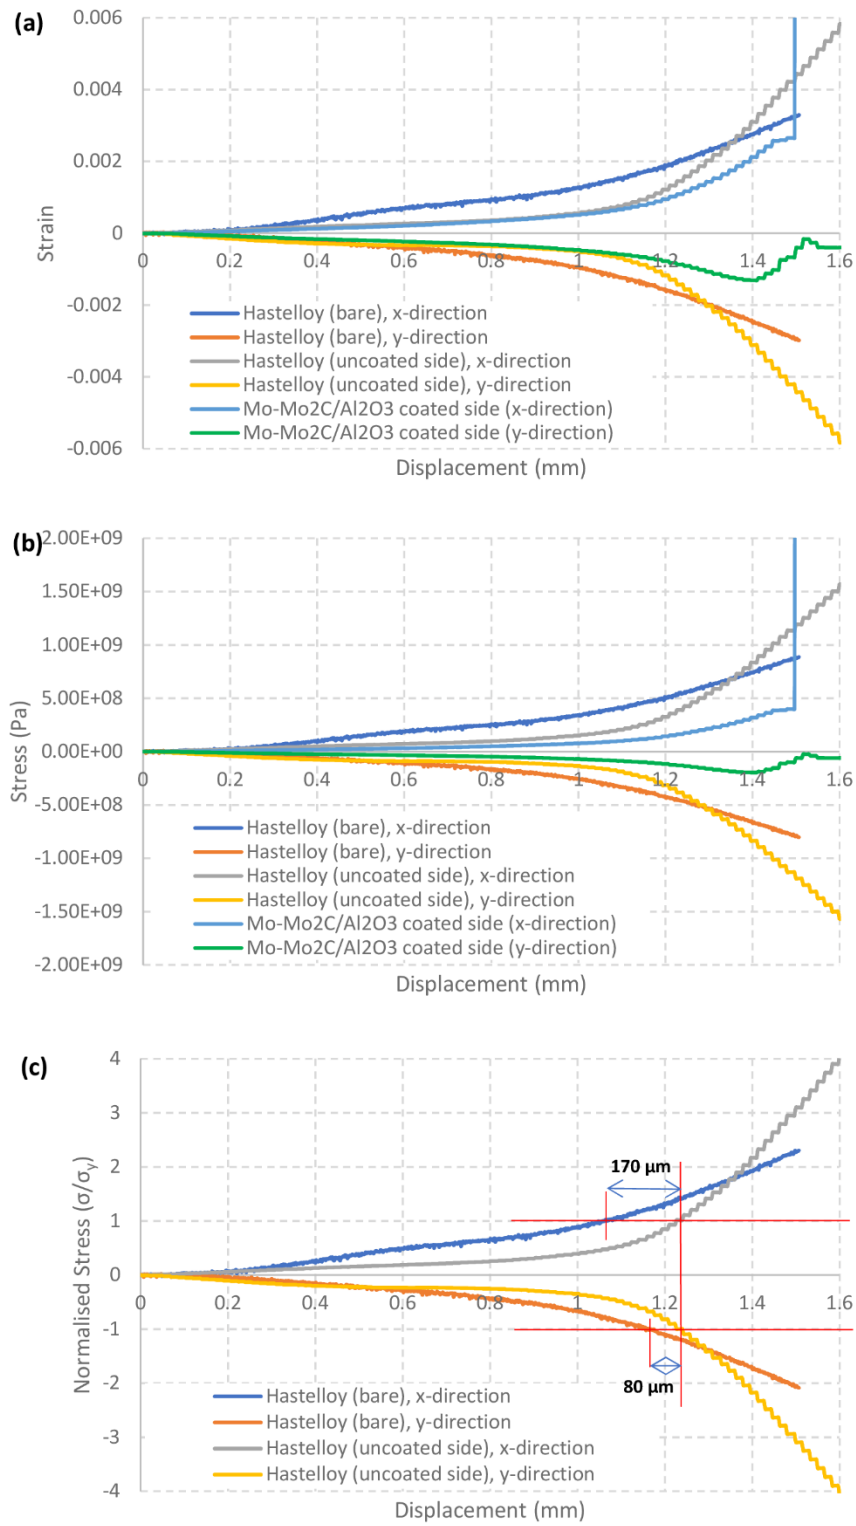 (a)
0.006
0.004
0.002
0
-0.002
-0.004
-0.006
Strain
0 0.2 0.4 0.6 0.8 1 1.2 1.4 1.6
Hastelloy (bare), x-direction
Hastelloy (bare), y-direction
Hastelloy (uncoated side), x-direction
Hastelloy (uncoated side), y-direction
Mo-Mo2C/Al2O3 coated side (x-direction)
Mo-Mo2C/Al2O3 coated side (y-direction)
Displacement (mm)
(b)
2.00E+09
1.50E+09
1.00E+09
5.00E+08
0.00E+00
-5.00E+08
-1.00E+09
-1.50E+09
-2.00E+09
Stress (Pa)
0 0.2 0.4 0.6 0.8 1 1.2 1.4 1.6
Hastelloy (bare), x-direction
Hastelloy (bare), y-direction
Hastelloy (uncoated side), x-direction
Hastelloy (uncoated side), y-direction
Mo-Mo2C/Al2O3 coated side (x-direction)
Mo-Mo2C/Al2O3 coated side (y-direction)
Displacement (mm)
(c)
4
3
2
1
0
-1
-2
-3
-4
Normalised Stress (σ/σy)
170 µm
0 0.2 0.4 0.6 0.8 1 1.2 1.4 1.6
80 µm
Hastelloy (bare), x-direction
Hastelloy (bare), y-direction
Hastelloy (uncoated side), x-direction
Hastelloy (uncoated side), y-direction
Displacement (mm)